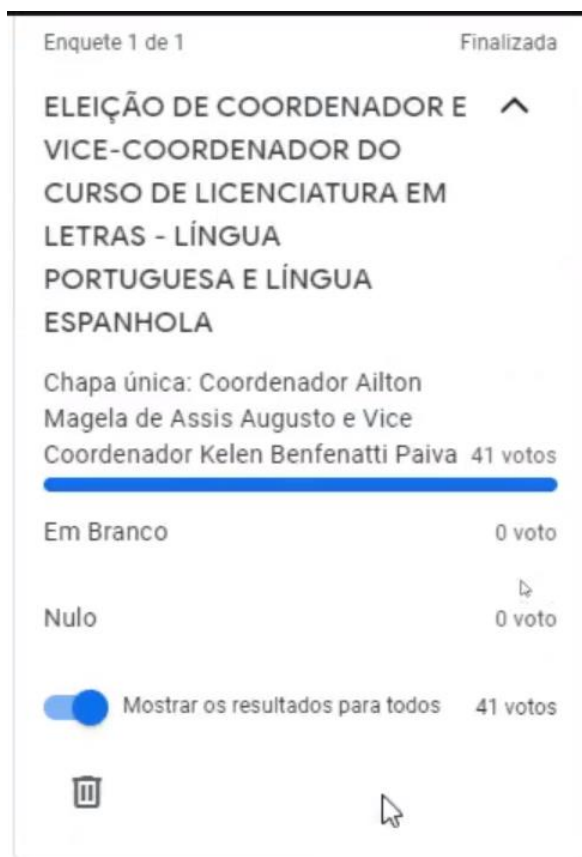 Enquete 1 de 1 Finalizada
ELEIÇÃO DE COORDENADOR E
VICE-COORDENADOR DO
CURSO DE LICENCIATURA EM
LETRAS - LÍNGUA
PORTUGUESA E LÍNGUA
ESPANHOLA
Chapa única: Coordenador Ailton
Magela de Assis Augusto e Vice
Coordenador Kelen Benfenatti Paiva 41 votos
Em Branco 0 voto
Nulo 0 voto
Mostrar os resultados para todos 41 votos